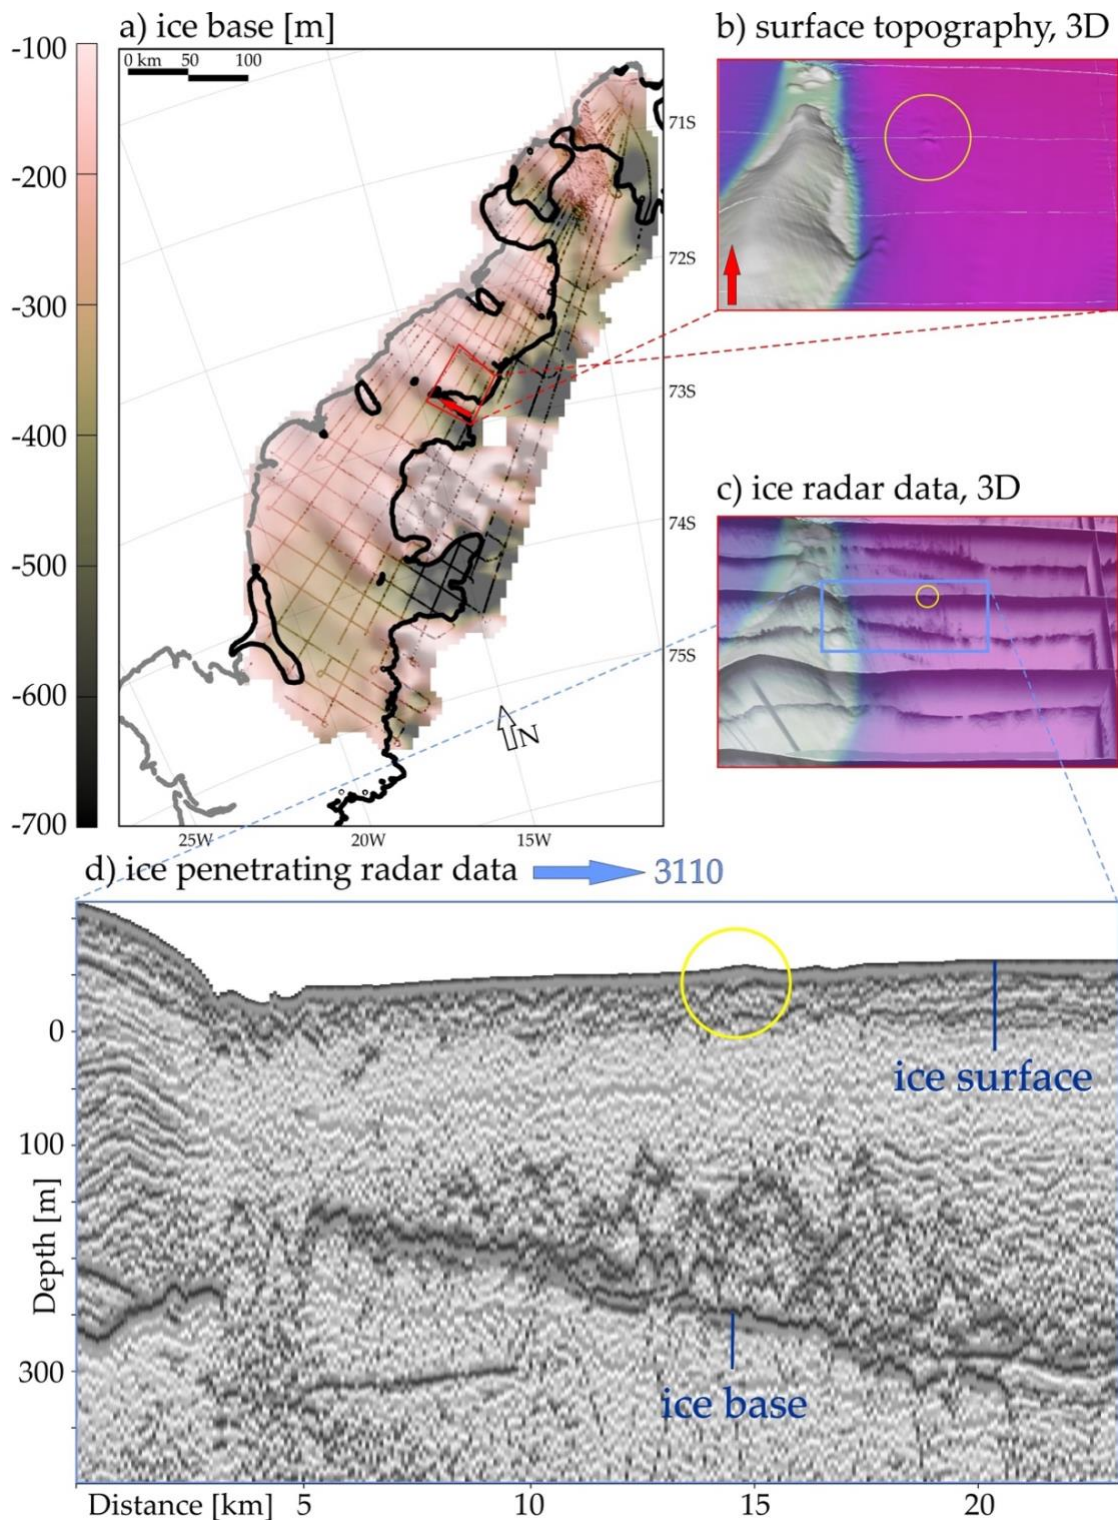 a) ice base [m]
-100
-200
-300
-400
-500
-600
-700
0 km 50 100
71S
72S
73S
74S
75S
N
25W 20W 15W
b) surface topography, 3D
c) ice radar data, 3D
d) ice penetrating radar data 3110
0
100
300
Depth [m]
ice surface
ice base
Distance [km] 5 10 15 20